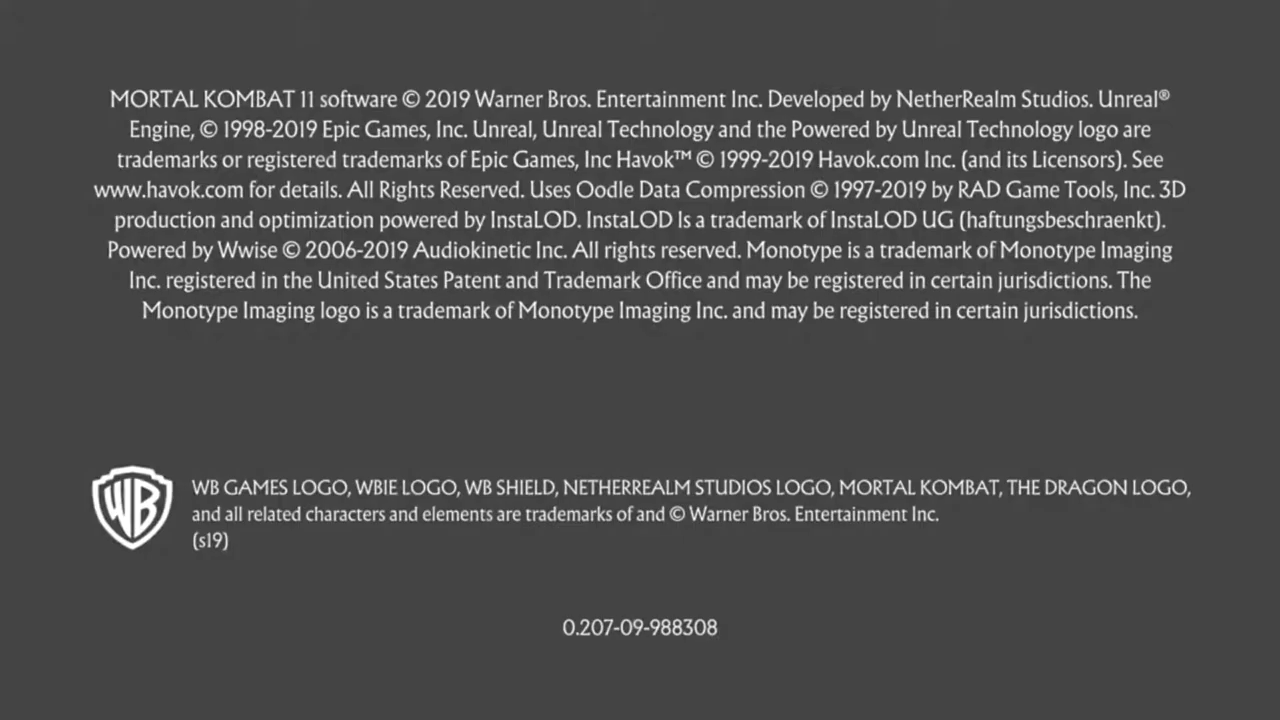 MORTAL KOMBAT 11 software © 2019 Warner Bros. Entertainment Inc. Developed by NetherRealm Studios. Unreal®
Engine, © 1998-2019 Epic Games, Inc. Unreal, Unreal Technology and the Powered by Unreal Technology logo are
trademarks or registered trademarks of Epic Games, Inc Havok™ © 1999-2019 Havok.com Inc. (and its Licensors). See
www.havok.com for details. All Rights Reserved. Uses Oodle Data Compression © 1997-2019 by RAD Game Tools, Inc. 3D
production and optimization powered by InstaLOD. InstaLOD Is a trademark of InstaLOD UG (haftungsbeschraenkt).
Powered by Wwise © 2006-2019 Audiokinetic Inc. All rights reserved. Monotype is a trademark of Monotype Imaging
Inc. registered in the United States Patent and Trademark Office and may be registered in certain jurisdictions. The
Monotype Imaging logo is a trademark of Monotype Imaging Inc. and may be registered in certain jurisdictions.
WB
WB GAMES LOGO, WBIE LOGO, WB SHIELD, NETHERREALM STUDIOS LOGO, MORTAL KOMBAT, THE DRAGON LOGO,
and all related characters and elements are trademarks of and © Warner Bros. Entertainment Inc.
(s19)
0.207-09-988308